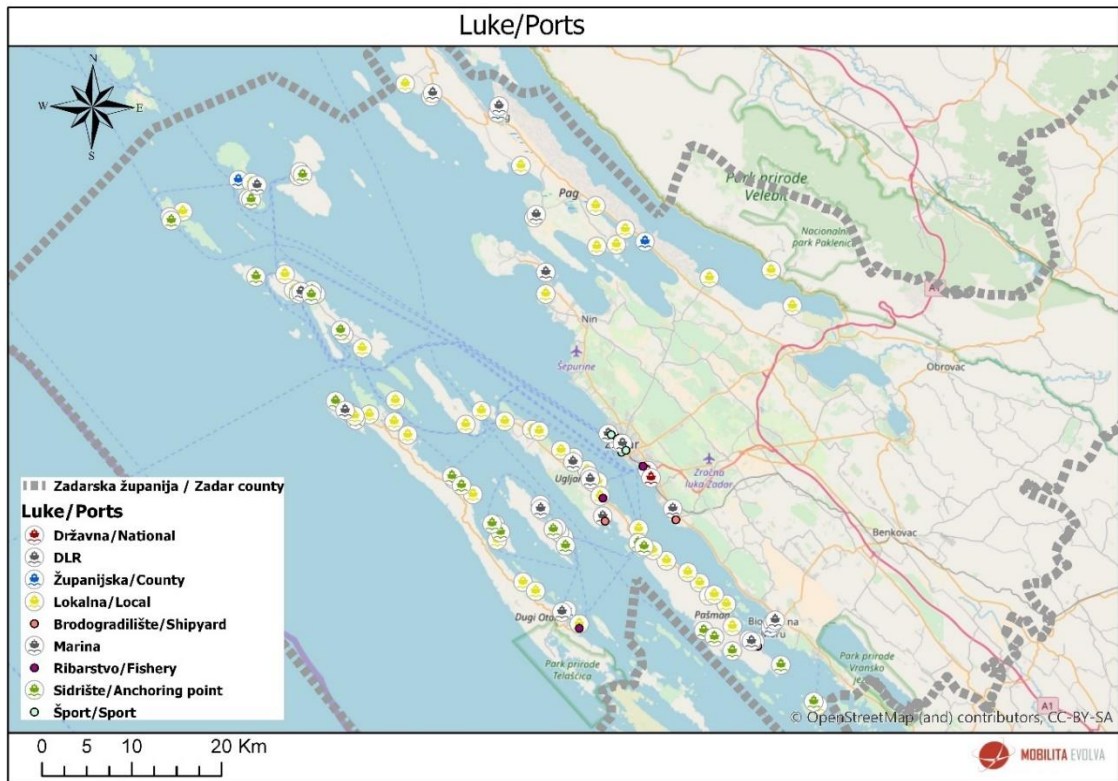 Luke/Ports
N
W
E
S
Pag
Park prirode
Velebit
Nacionalni
park Paklenica
A1
Nin
Šepurine
Obrovac
Zračna
luka Zadar
Ugljan
Benkovac
Pašman
Dugi Otok
Park prirode
Telašćica
Park prirode
Vransko
A1
Zadarska županija / Zadar county
Luke/Ports
Državna/National
DLR
Županijska/County
Lokalna/Local
Brodogradilište/Shipyard
Marina
Ribarstvo/Fishery
Sidrište/Anchoring point
Šport/Sport
© OpenStreetMap (and) contributors, CC-BY-SA
0 5 10 20 Km
MOBILITA EVOLVA